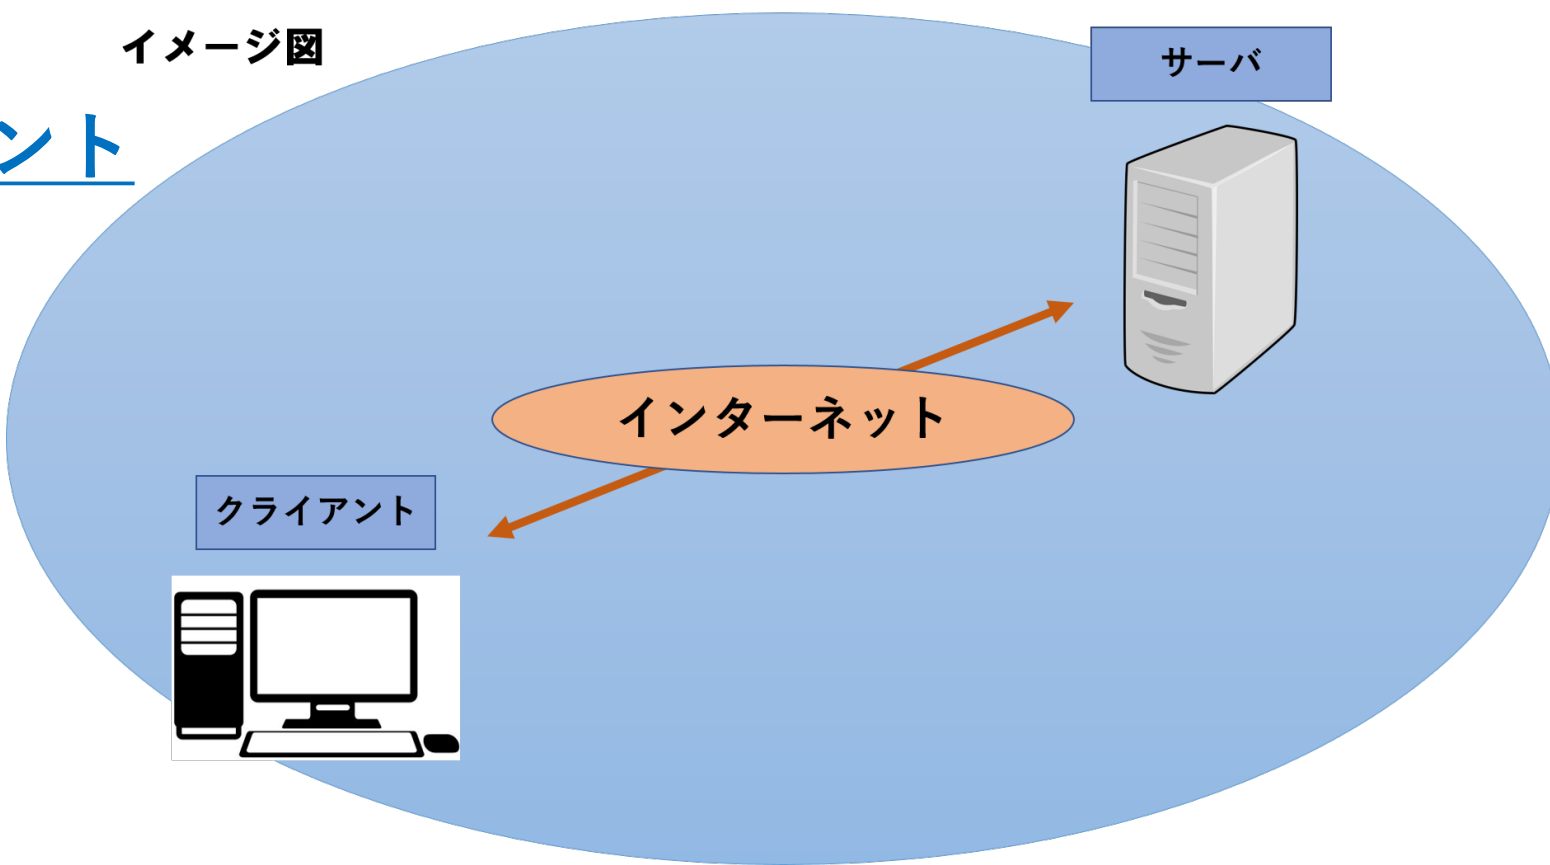 イメージ図
ント
サーバ
インターネット
クライアント